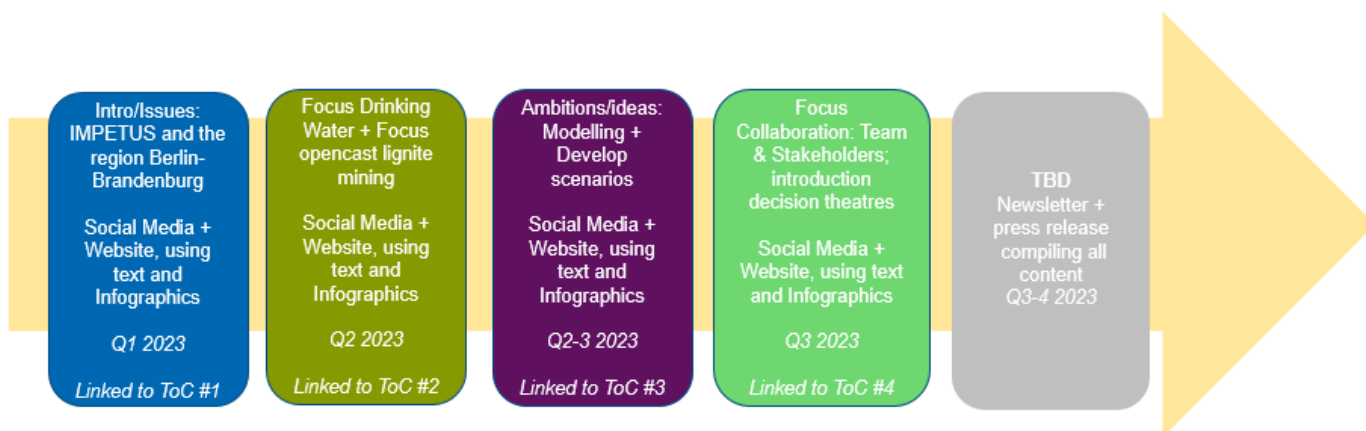 Intro/Issues:
IMPETUS and the
region Berlin-
Brandenburg
Social Media +
Website, using
text and
Infographics
Q1 2023
Linked to ToC #1
Focus Drinking
Water + Focus
opencast lignite
mining
Social Media +
Website, using
text and
Infographics
Q2 2023
Linked to ToC #2
Ambitions/ideas:
Modelling +
Develop
scenarios
Social Media +
Website, using
text and
Infographics
Q2-3 2023
Linked to ToC #3
Focus
Collaboration: Team
& Stakeholders;
introduction
decision theatres
Social Media +
Website, using text
and Infographics
Q3 2023
Linked to ToC #4
TBD
Newsletter +
press release
compiling all
content
Q3-4 2023